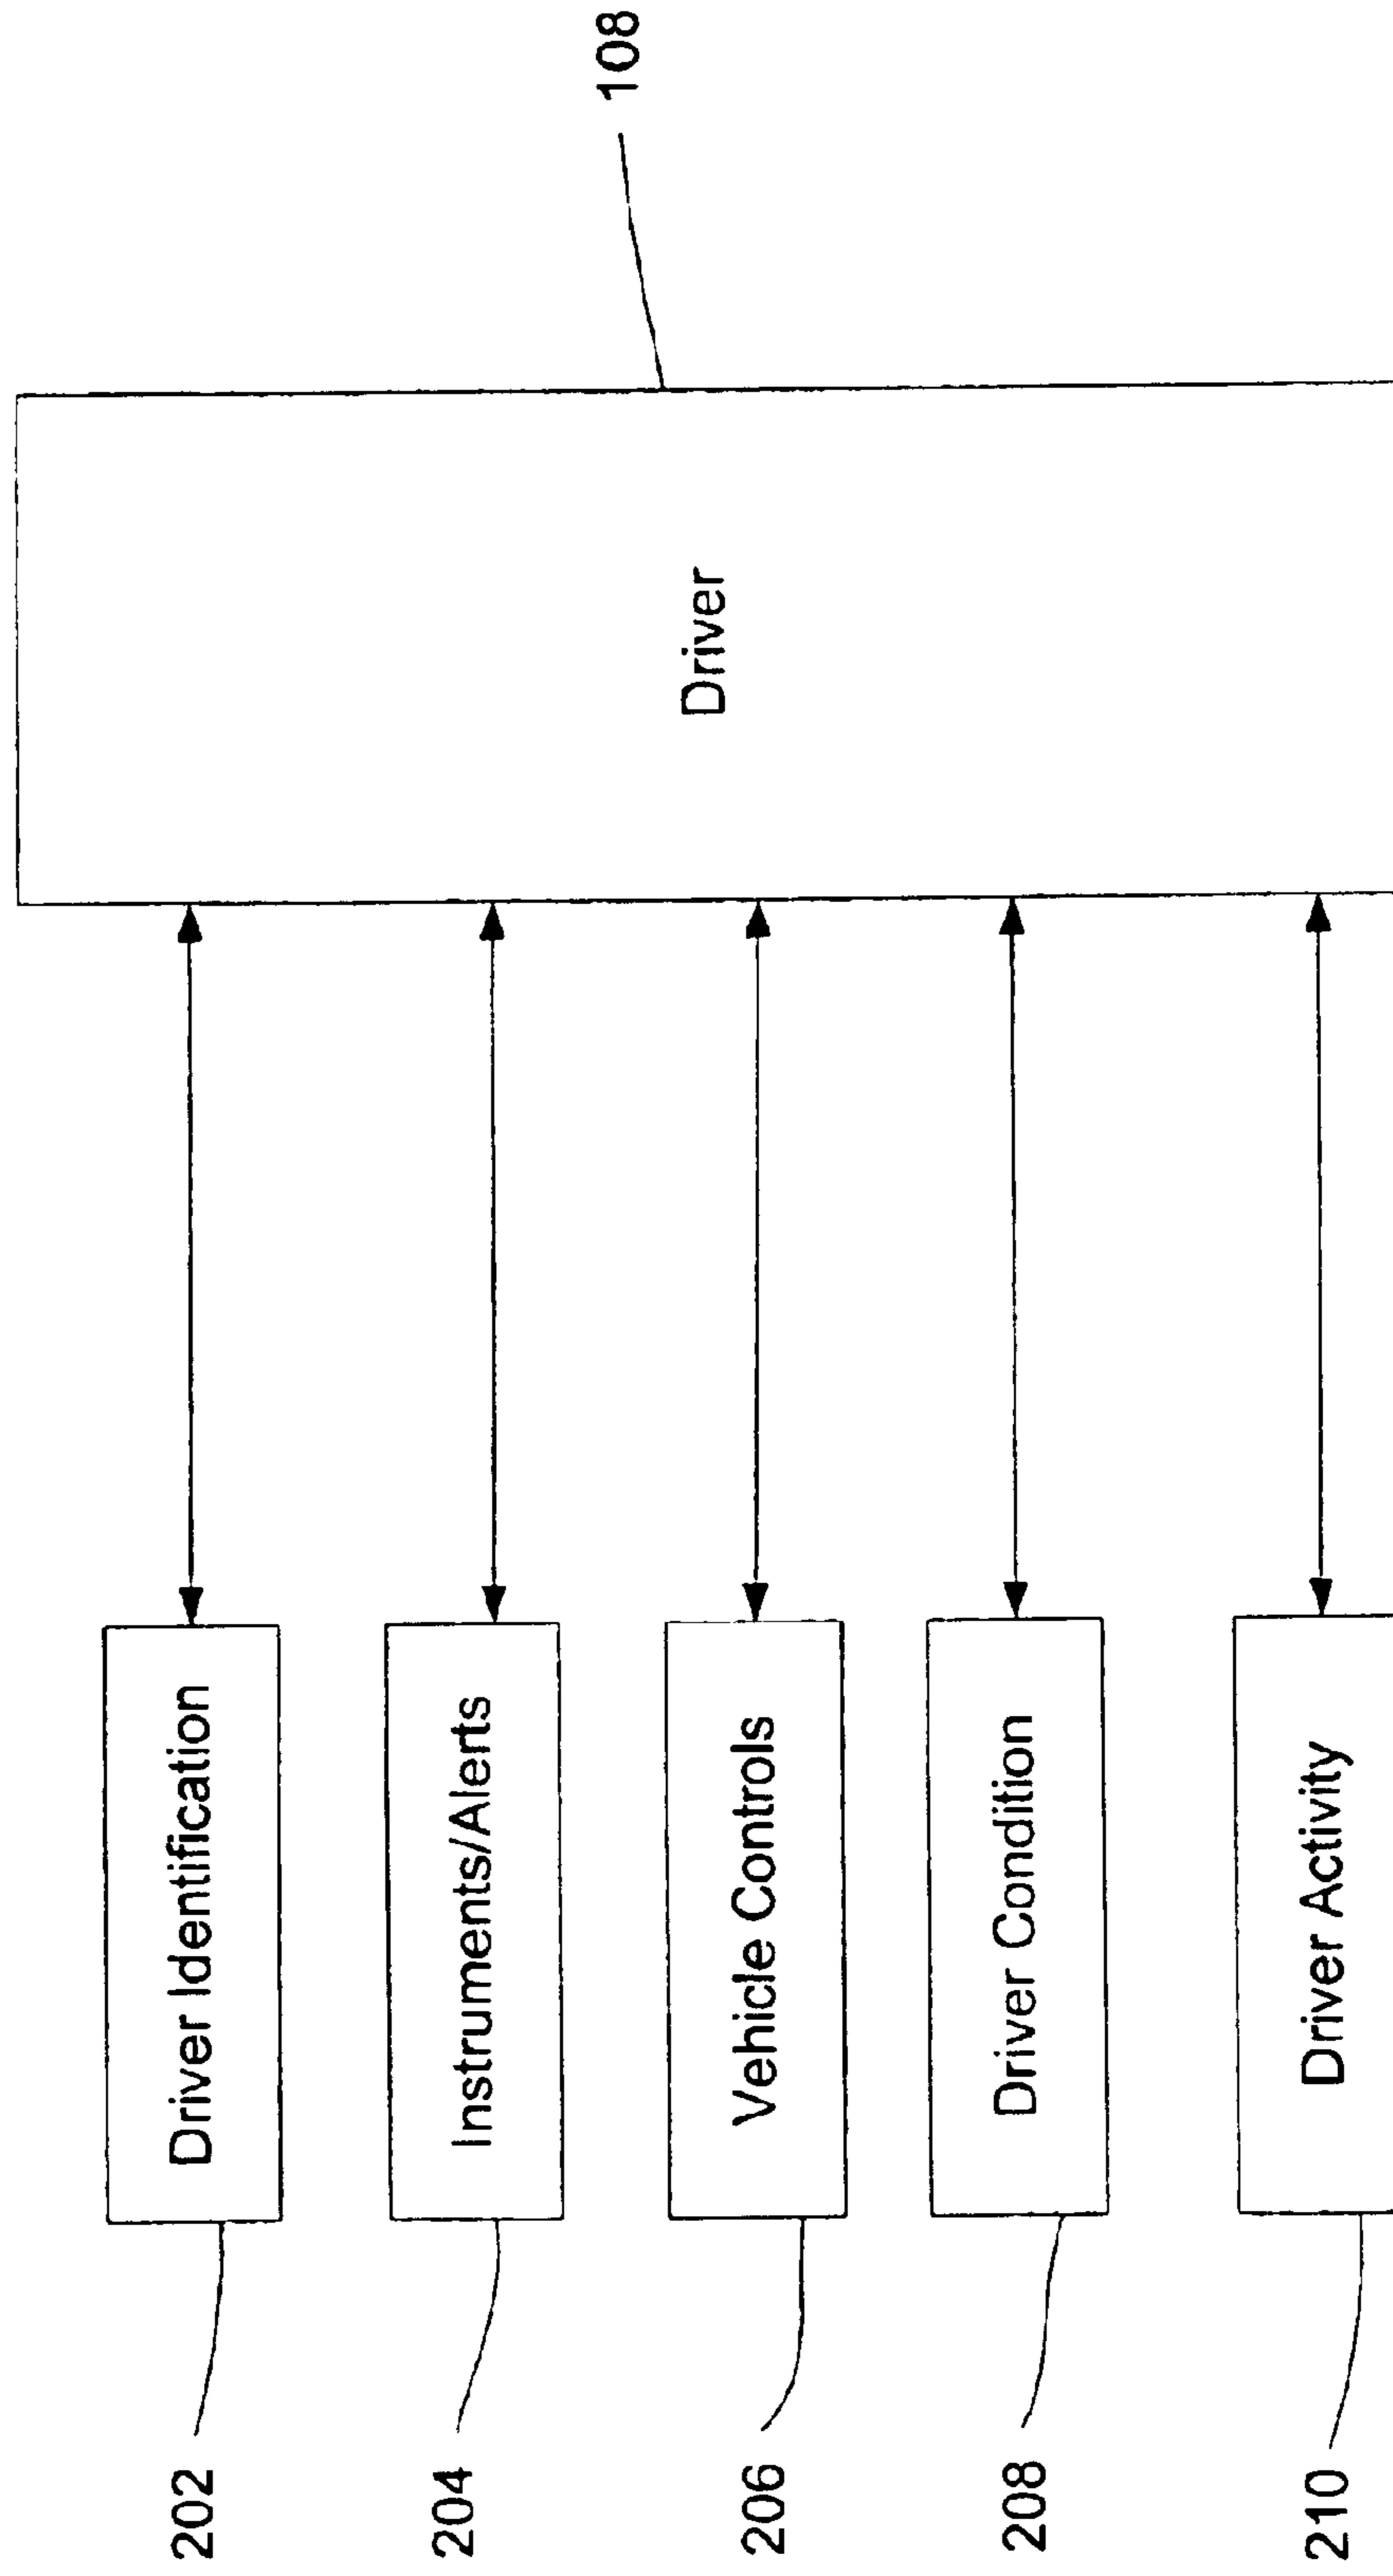 202
Driver Identification
204
Instruments/Alerts
206
Vehicle Controls
208
Driver Condition
210
Driver Activity
Driver
108